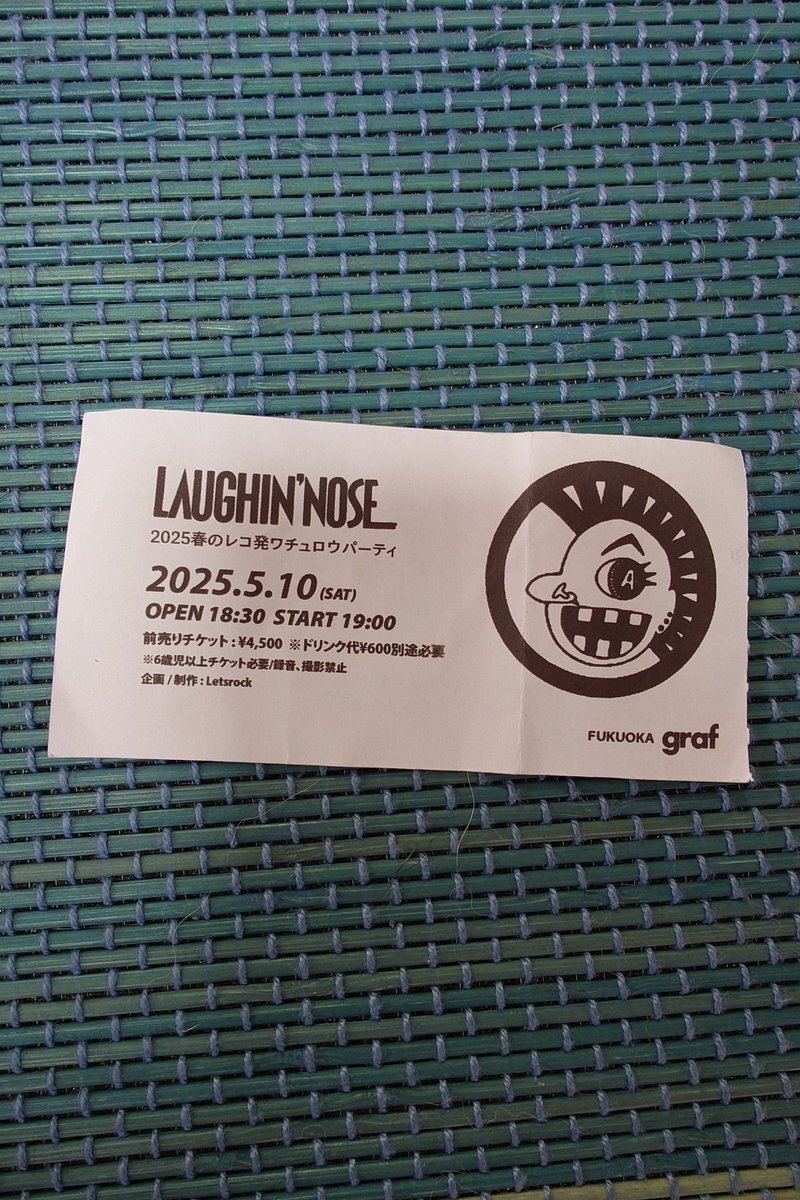 LAUGHIN'NOSE
2025春のレコ発ワチュロウパーティ
2025.5.10 (SAT)
OPEN 18:30 START 19:00
前売りチケット : ¥4,500 ※ドリンク代¥600別途必要
※6歳児以上チケット必要/録音、撮影禁止
企画 / 制作 : Letsrock
A
FUKUOKA graf